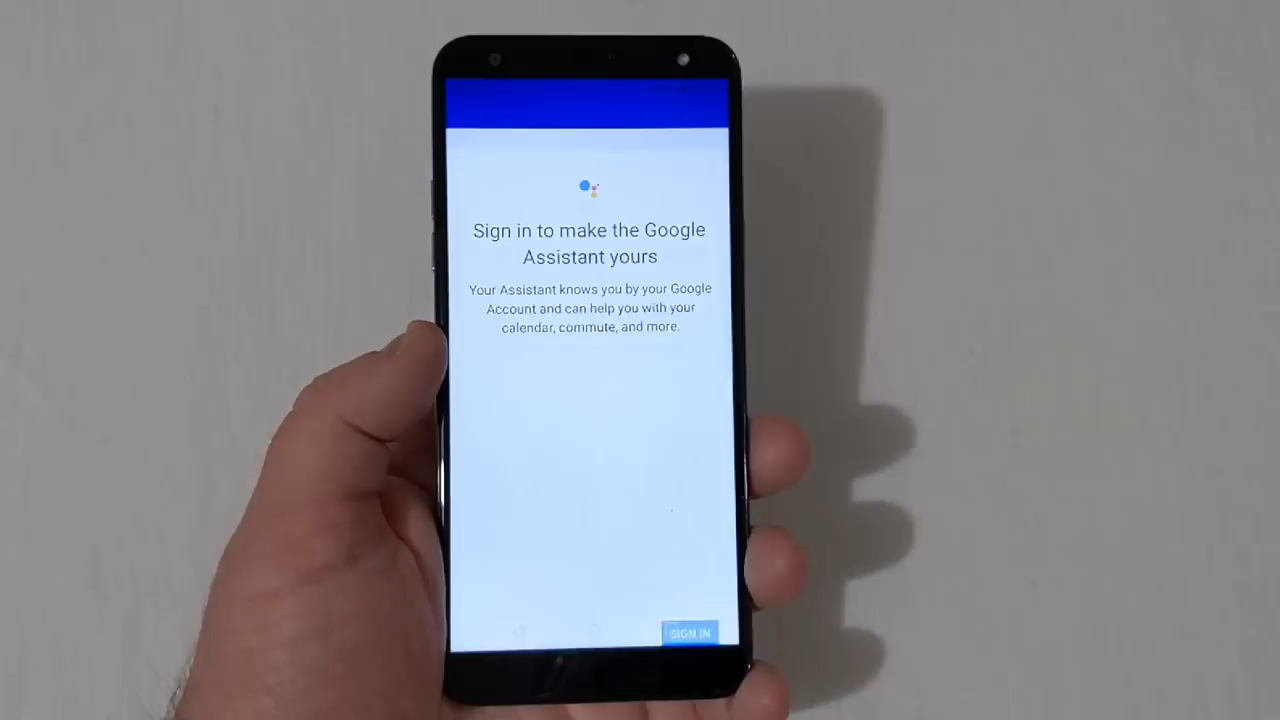 Sign in to make the Google
Assistant yours
Your Assistant knows you by your Google
Account and can help you with your
calendar, commute, and more.
SIGN IN